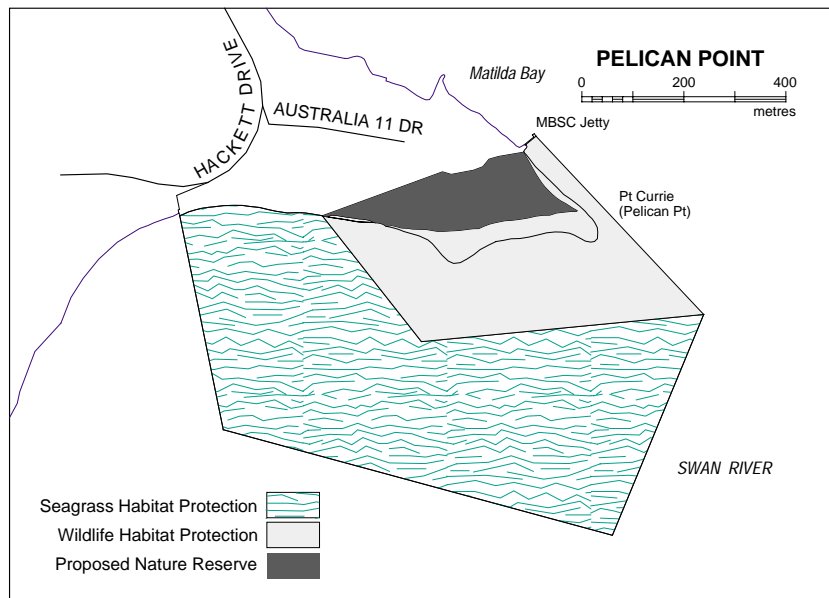 PELICAN POINT
0 200 400
metres
Matilda Bay
HACKETT DRIVE
AUSTRALIA 11 DR
MBSC Jetty
Pt Currie
(Pelican Pt)
SWAN RIVER
Seagrass Habitat Protection
Wildlife Habitat Protection
Proposed Nature Reserve